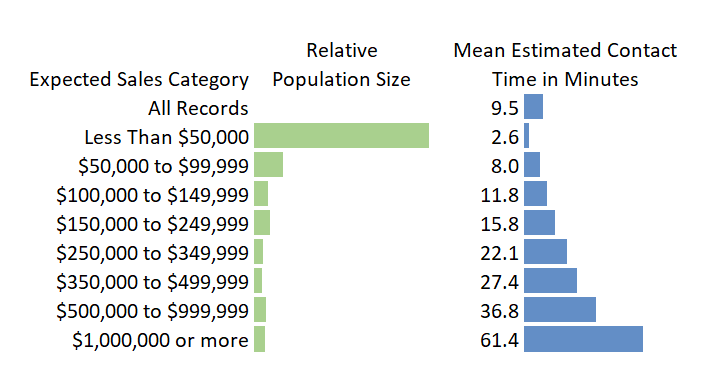 Relative Mean Estimated Contact
Expected Sales Category Population Size Time in Minutes
All Records 9.5
Less Than $50,000 2.6
$50,000 to $99,999 8.0
$100,000 to $149,999 11.8
$150,000 to $249,999 15.8
$250,000 to $349,999 22.1
$350,000 to $499,999 27.4
$500,000 to $999,999 36.8
$1,000,000 or more 61.4